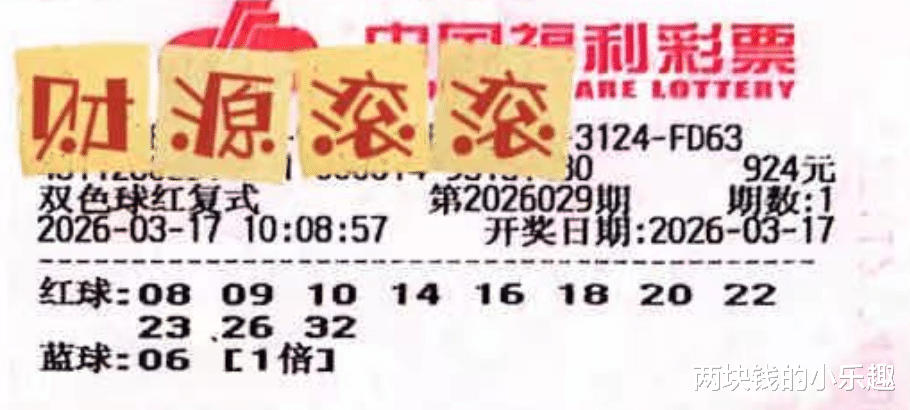 中国福利彩票
ARE LOTTERY
财源滚滚
-3124-FD63
80 924元
双色球红复式 第2026029期 期数:1
2026-03-17 10:08:57 开奖日期:2026-03-17
红球:08 09 10 14 16 18 20 22
23 26 32
蓝球:06 [1倍]
两块钱的小乐趣